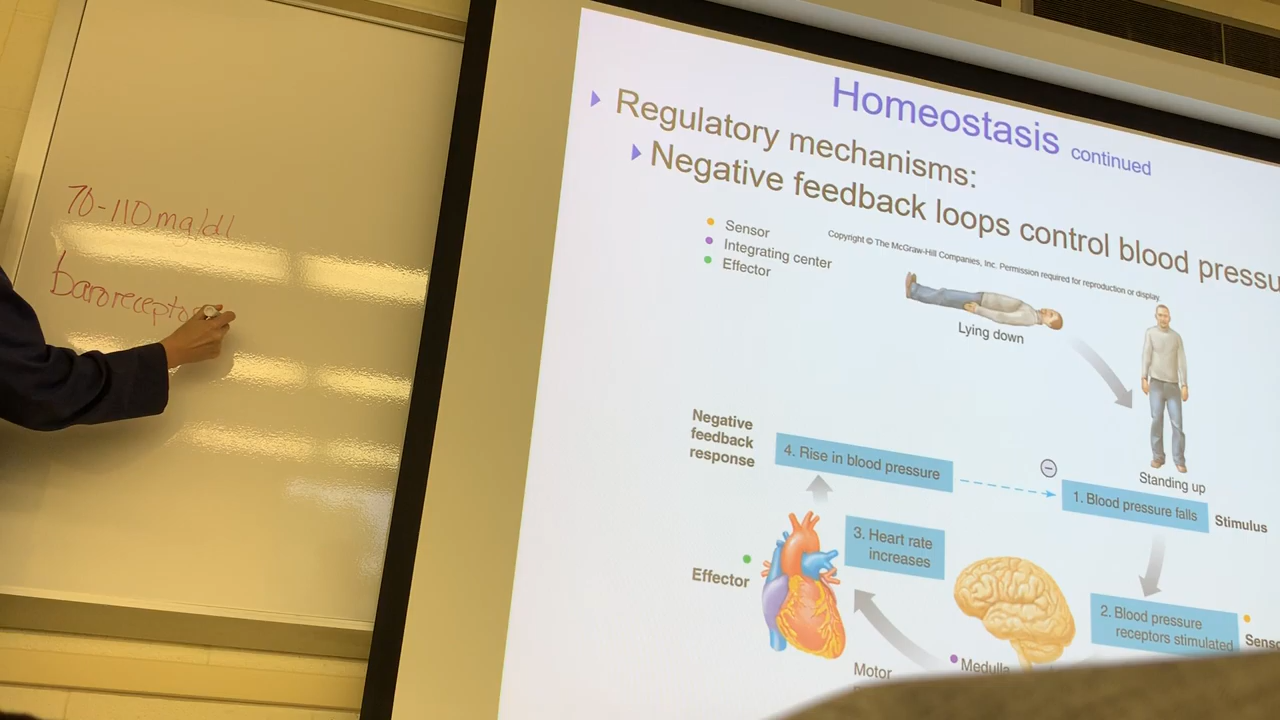 70-110mg/dl
baroreceptor
Homeostasis continued
Regulatory mechanisms:
Negative feedback loops control blood pressu
Sensor
Integrating center
Effector
Copyright © The McGraw-Hill Companies, Inc. Permission required for reproduction or display.
Lying down
Standing up
Negative
feedback
response
4. Rise in blood pressure
−
1. Blood pressure falls
Stimulus
3. Heart rate
increases
Effector
2. Blood pressure
receptors stimulated
Sens
Medulla
Motor